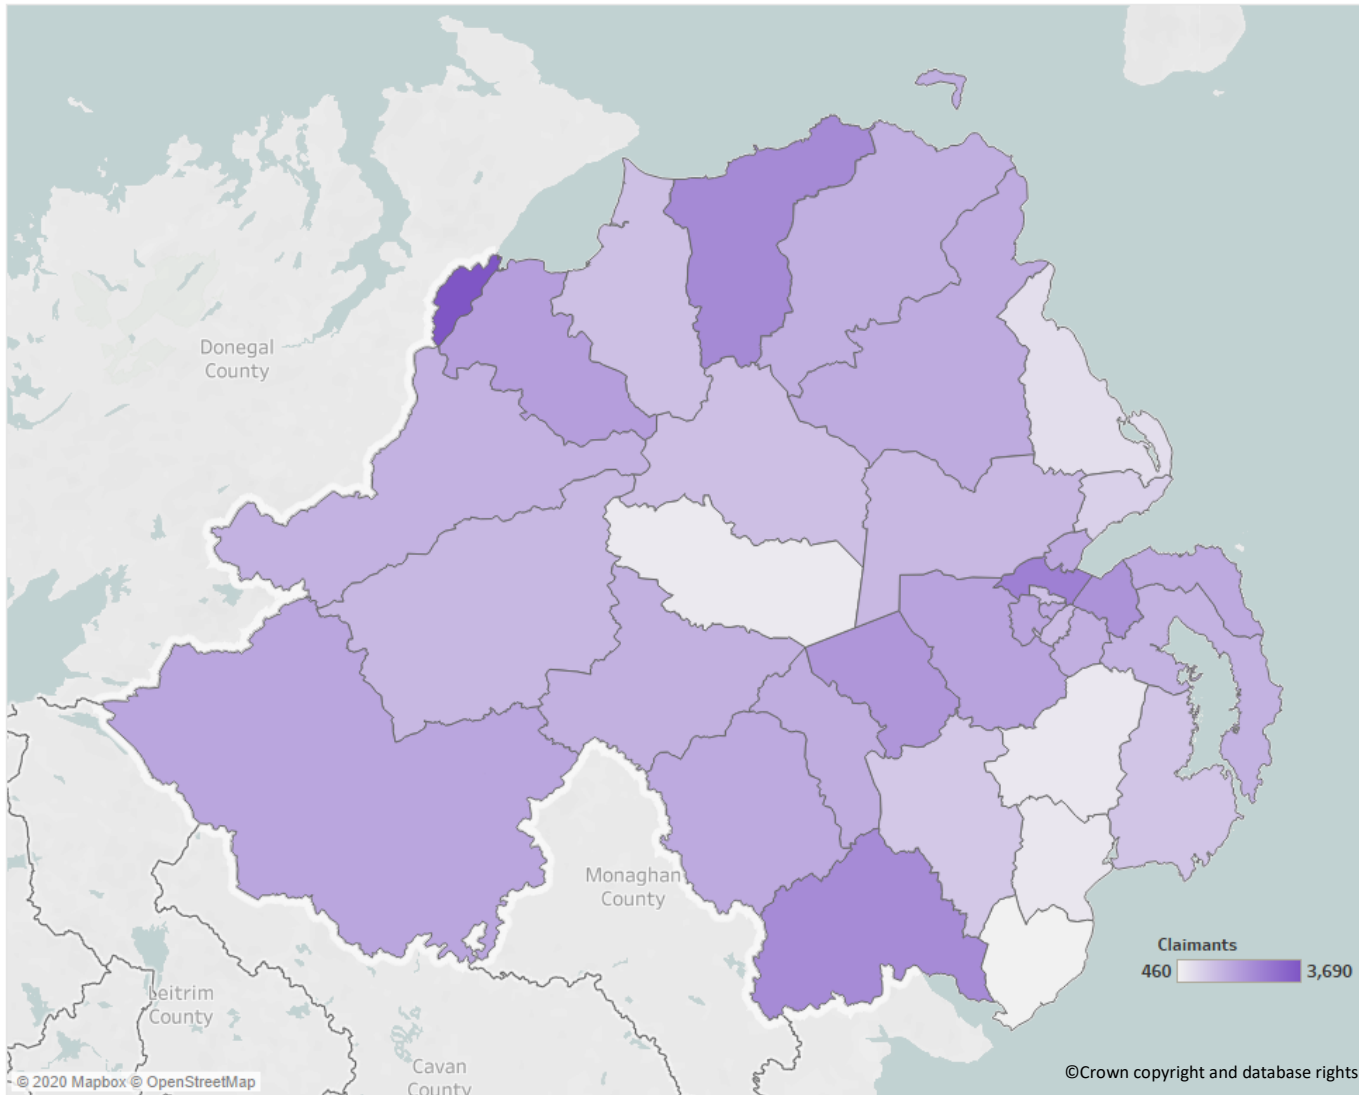 Donegal
County
Monaghan
County
Claimants
460 3,690
Leitrim
County
Cavan
County
© 2020 Mapbox © OpenStreetMap
©Crown copyright and database rights